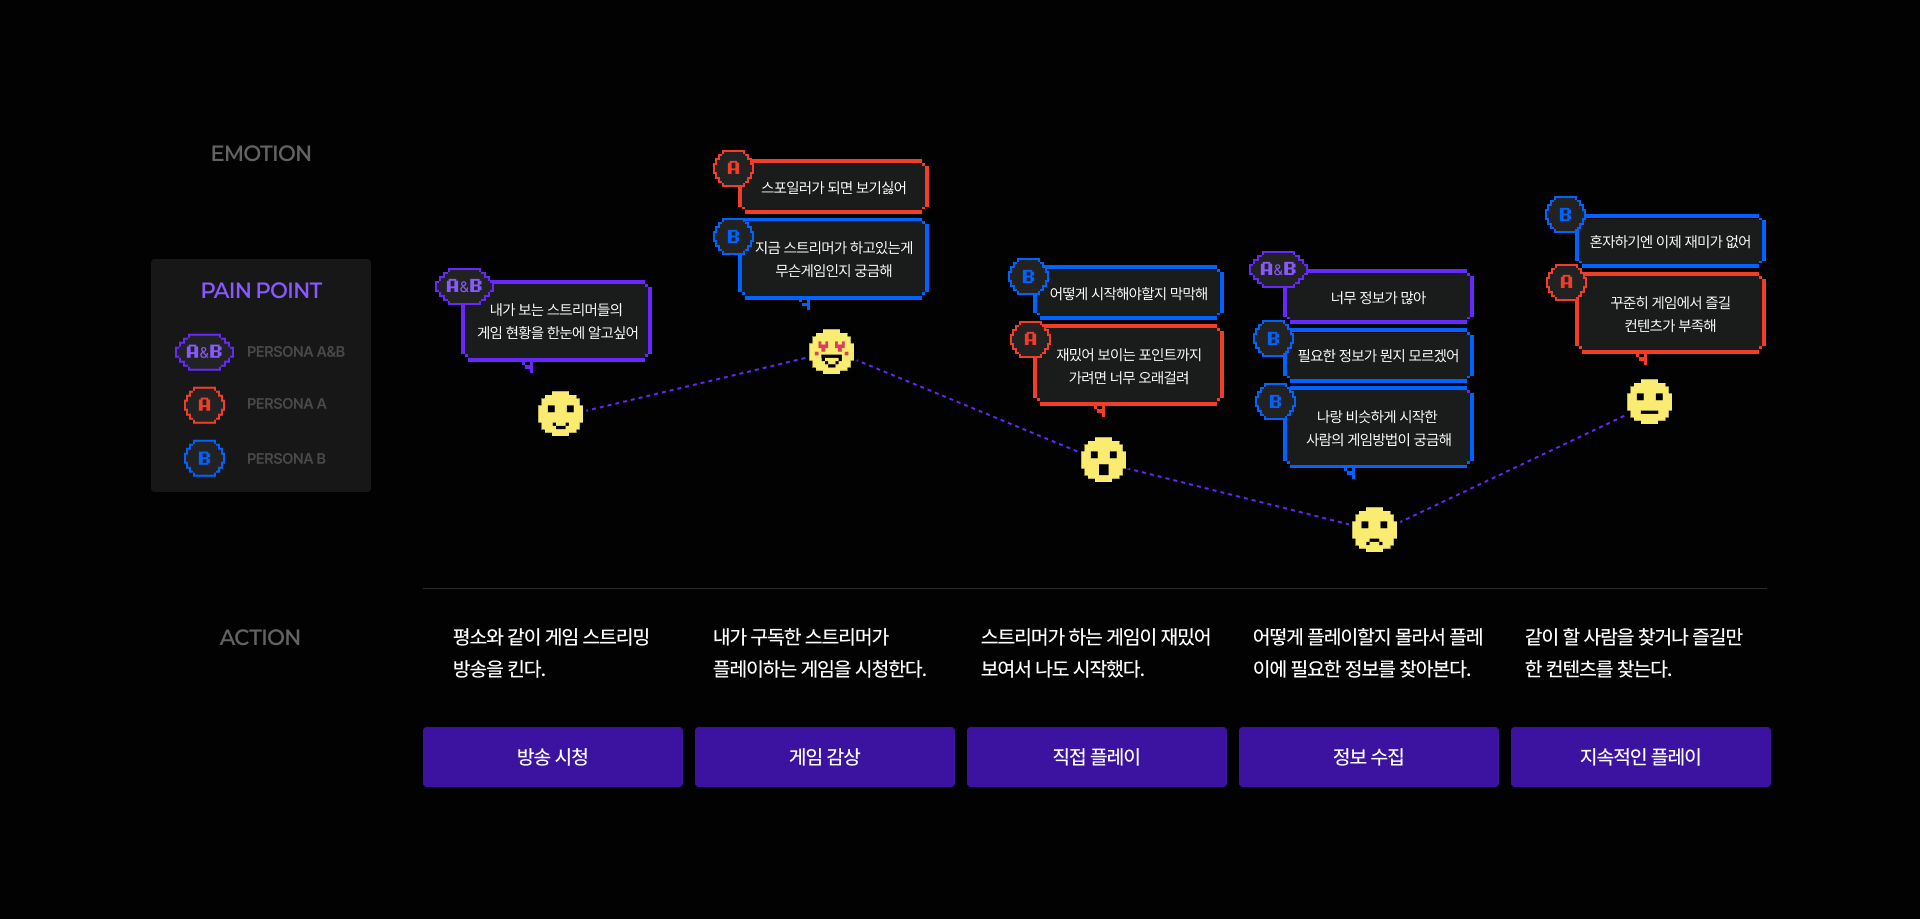 EMOTION
PAIN POINT
A&B PERSONA A&B
A PERSONA A
B PERSONA B
A&B
내가 보는 스트리머들의
게임 현황을 한눈에 알고싶어
A
스포일러가 되면 보기싫어
B
지금 스트리머가 하고있는게
무슨게임인지 궁금해
B
어떻게 시작해야할지 막막해
A
재밌어 보이는 포인트까지
가려면 너무 오래걸려
A&B
너무 정보가 많아
B
필요한 정보가 뭔지 모르겠어
B
나랑 비슷하게 시작한
사람의 게임방법이 궁금해
B
혼자하기엔 이제 재미가 없어
A
꾸준히 게임에서 즐길
컨텐츠가 부족해
ACTION
평소와 같이 게임 스트리밍
방송을 킨다.
내가 구독한 스트리머가
플레이하는 게임을 시청한다.
스트리머가 하는 게임이 재밌어
보여서 나도 시작했다.
어떻게 플레이할지 몰라서 플레
이에 필요한 정보를 찾아본다.
같이 할 사람을 찾거나 즐길만
한 컨텐츠를 찾는다.
방송 시청
게임 감상
직접 플레이
정보 수집
지속적인 플레이